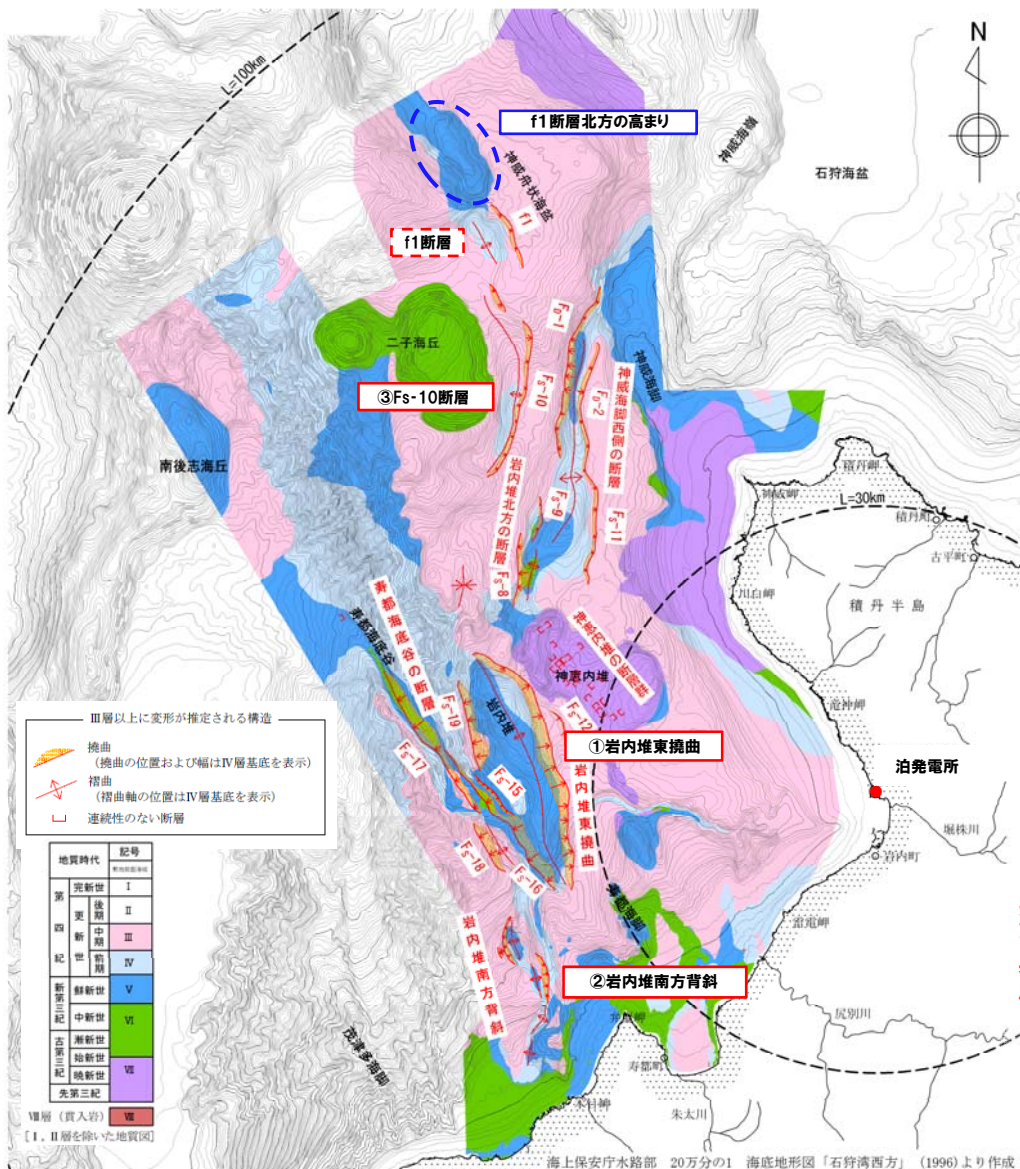 L=100km
N
f1断層北方の高まり
神威海嶺
石狩海盆
神威舟状海盆
f1
f1断層
二子海丘
FD-1
FS-10
FD-2
神威海脚西側の断層
神威海脚
③Fs-10断層
南後志海丘
岩内堆北方の断層
FS-9
FS-11
FS-8
神威岬
積丹岬
L=30km
積丹町
古平町
川白岬
積丹半島
寿都海底谷
寿都海底谷の断層
神恵内堆の断層群
神恵内堆
岩内堆
FS-19
FS-12
FS-17
FS-15
①岩内堆東撓曲
岩内堆東撓曲
泊発電所
堀株川
岩内町
雷電岬
FS-18
FS-16
岩内堆南方背斜
②岩内堆南方背斜
尻別川
弁慶岬
寿都町
朱太川
茂津多海脚
Ⅲ層以上に変形が推定される構造
撓曲
(撓曲の位置および幅はⅣ層基底を表示)
褶曲
(褶曲軸の位置はⅣ層基底を表示)
連続性のない断層
地質時代
記号
第四紀
完新世
Ⅰ
更新世
後期
Ⅱ
中期
Ⅲ
前期
Ⅳ
新第三紀
鮮新世
Ⅴ
中新世
Ⅵ
古第三紀
漸新世
始新世
暁新世
Ⅶ
先第三紀
Ⅷ層(貫入岩)
Ⅷ
[Ⅰ,Ⅱ層を除いた地質図]
海上保安庁水路部 20万分の1 海底地形図「石狩湾西方」 (1996)より作成